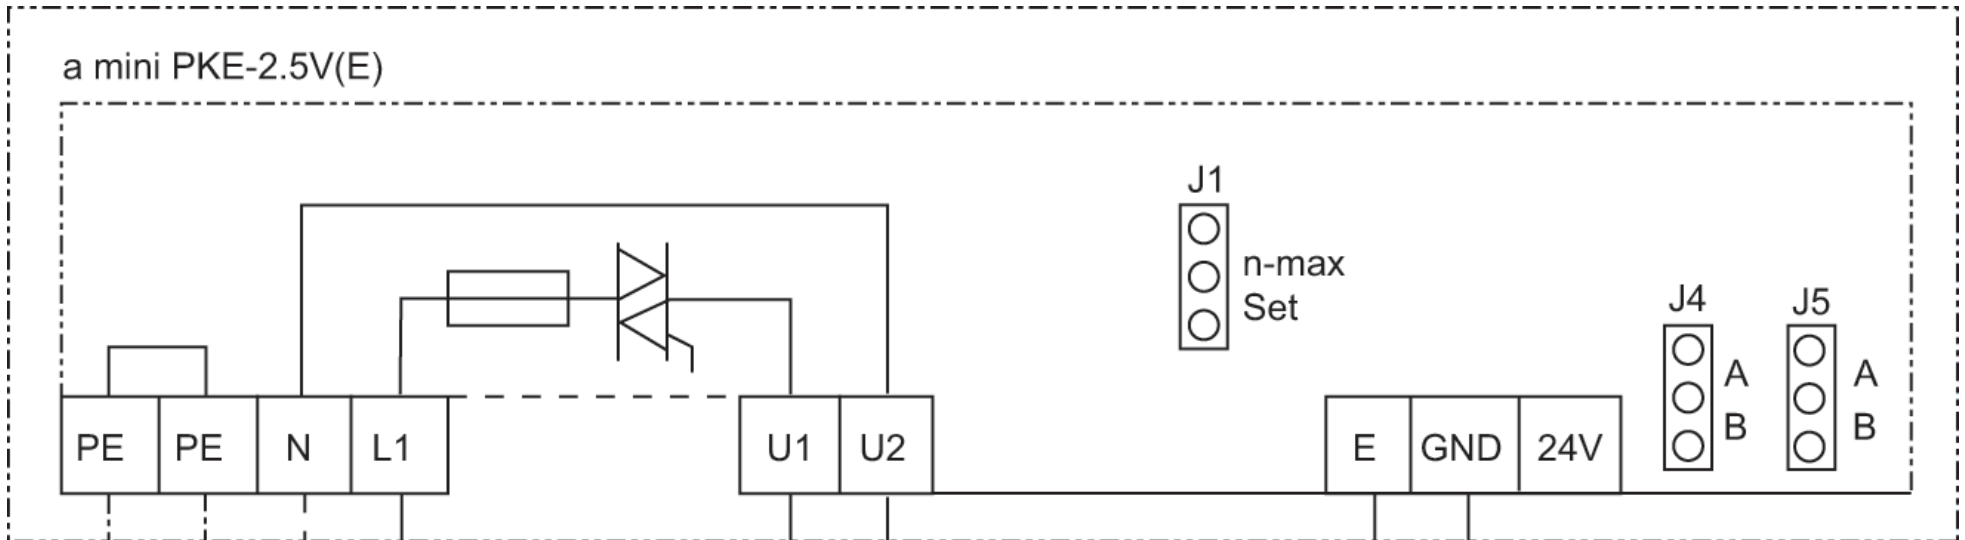 a mini PKE-2.5V(E)
J1
n-max
Set
J4
J5
A
B
A
B
PE
PE
N
L1
U1
U2
E
GND
24V